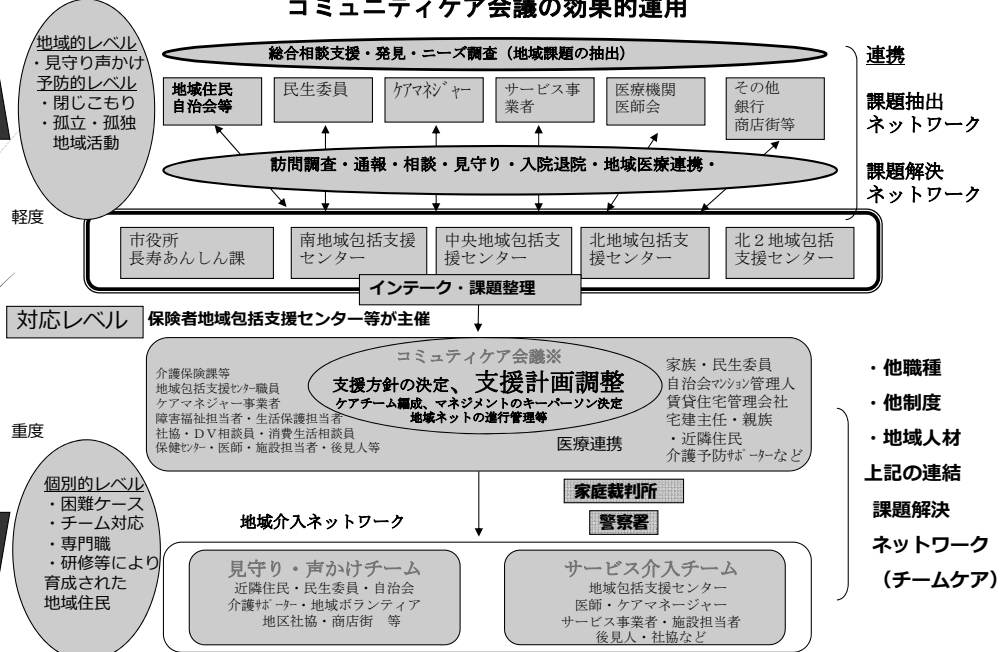 コミュニティケア会議の効果的運用
地域的レベル
・見守り声かけ
予防的レベル
・閉じこもり
・孤立・孤独
地域活動
総合相談支援・発見・ニーズ調査（地域課題の抽出）
地域住民
自治会等
民生委員
ケアマネジャー
サービス事
業者
医療機関
医師会
その他
銀行
商店街等
連携
課題抽出
ネットワーク
課題解決
ネットワーク
訪問調査・通報・相談・見守り・入院退院・地域医療連携・
軽度
市役所
長寿あんしん課
南地域包括支援
センター
中央地域包括支
援センター
北地域包括支
援センター
北２地域包括
支援センター
インテーク・課題整理
対応レベル
保険者地域包括支援センター等が主催
コミュティケア会議※
支援方針の決定、支援計画調整
ケアチーム編成、マネジメントのキーパーソン決定
地域ネットの進行管理等
介護保険課等
地域包括支援ｾﾝﾀｰ職員
ケアマネジャー事業者
障害福祉担当者・生活保護担当者
社協・ＤＶ相談員・消費生活相談員
保健ｾﾝﾀｰ・医師・施設担当者・後見人等
医療連携
家族・民生委員
自治会ﾏﾝｼｮﾝ管理人
賃貸住宅管理会社
宅建主任・親族
・近隣住民
介護予防ｻﾎﾟｰﾀｰなど
・他職種
・他制度
・地域人材
上記の連結
課題解決
ネットワーク
（チームケア）
重度
個別的レベル
・困難ケース
・チーム対応
・専門職
・研修等により
育成された
地域住民
家庭裁判所
警察署
地域介入ネットワーク
見守り・声かけチーム
近隣住民・民生委員・自治会
介護ｻﾎﾟｰﾀｰ・地域ボランティア
地区社協・商店街　等
サービス介入チーム
地域包括支援センター
医師・ケアマネージャー
サービス事業者・施設担当者
後見人・社協など